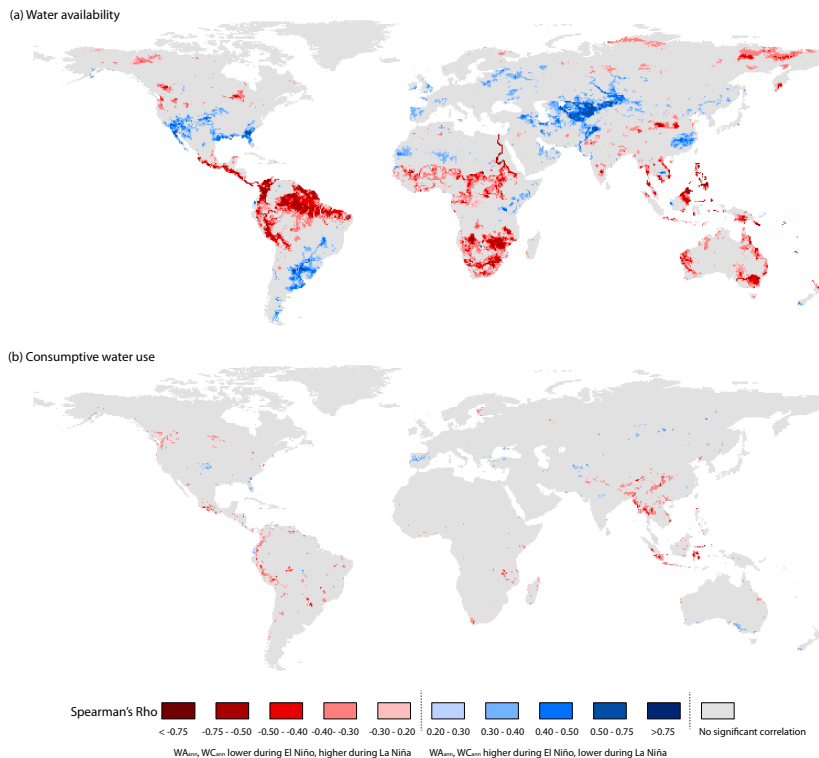 (a) Water availability
(b) Consumptive water use
Spearman's Rho
< -0.75 -0.75 - -0.50 -0.50 - -0.40 -0.40 - -0.30 -0.30 - 0.20 0.20 - 0.30 0.30 - 0.40 0.40 - 0.50 0.50 - 0.75 >0.75 No significant correlation
WAann, WCann lower during El Niño, higher during La Niña WAann, WCann higher during El Niño, lower during La Niña